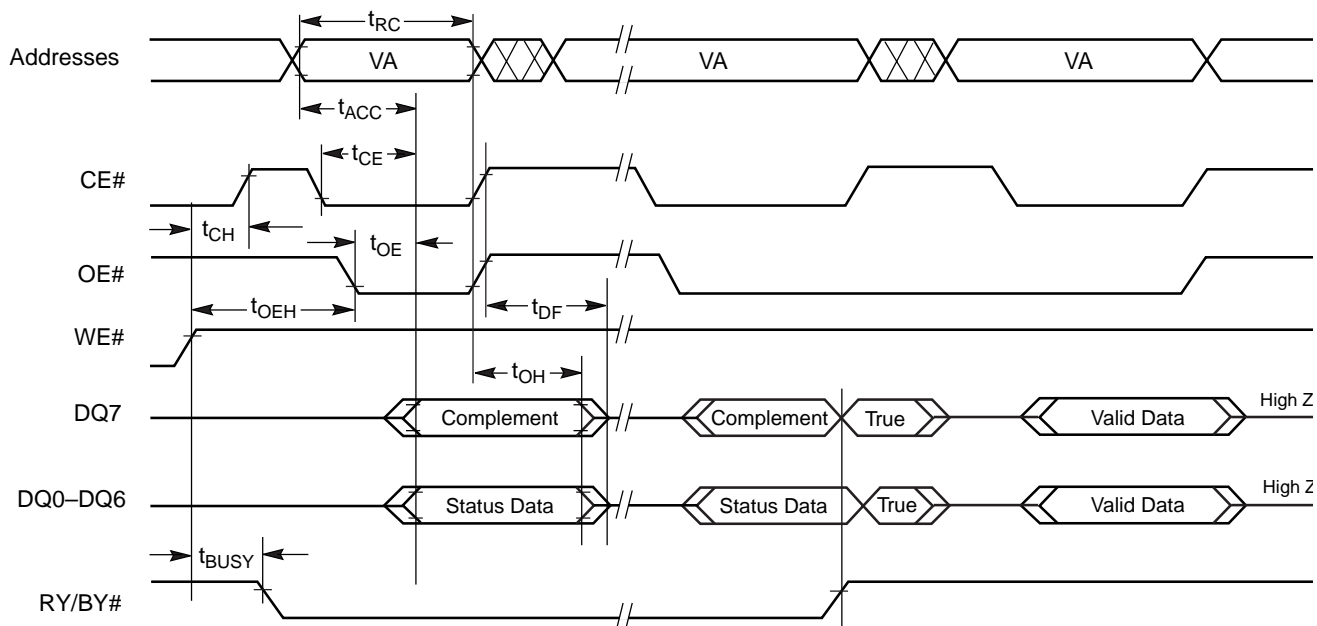 tRC
Addresses VA VA VA
tACC
tCE
CE#
tCH tOE
OE#
tOEH tDF
WE#
tOH
DQ7 Complement Complement True Valid Data High Z
DQ0–DQ6 Status Data Status Data True Valid Data High Z
tBUSY
RY/BY#